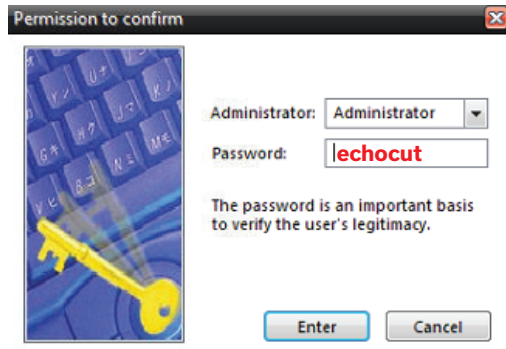 Permission to confirm
Administrator: Administrator
Password: echocut
The password is an important basis
to verify the user's legitimacy.
Enter Cancel